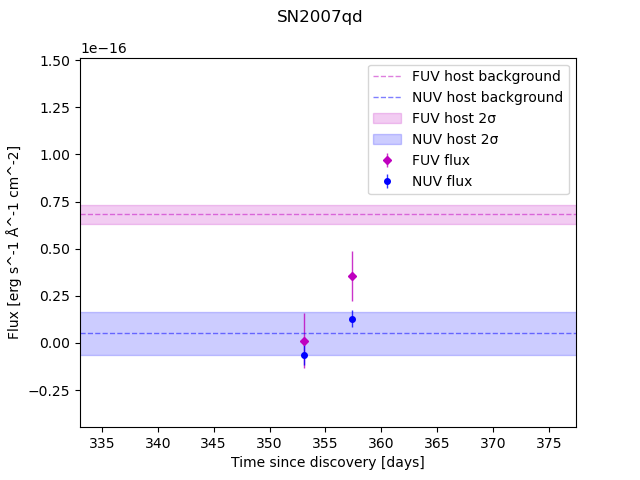 SN2007qd
1e−16
1.50
1.25
1.00
0.75
0.50
0.25
0.00
−0.25
Flux [erg s^-1 Å^-1 cm^-2]
FUV host background
NUV host background
FUV host 2σ
NUV host 2σ
FUV flux
NUV flux
335 340 345 350 355 360 365 370 375
Time since discovery [days]